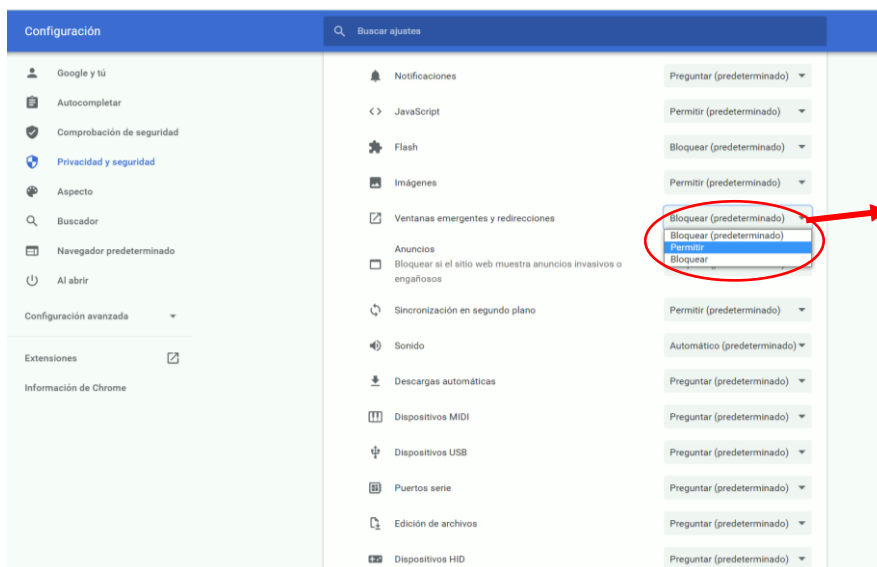 Configuración
Buscar ajustes
Google y tú
Autocompletar
Comprobación de seguridad
Privacidad y seguridad
Aspecto
Buscador
Navegador predeterminado
Al abrir
Configuración avanzada
Extensiones
Información de Chrome
Notificaciones Preguntar (predeterminado)
JavaScript Permitir (predeterminado)
Flash Bloquear (predeterminado)
Imágenes Permitir (predeterminado)
Ventanas emergentes y redirecciones Bloquear (predeterminado)
Bloquear (predeterminado)
Permitir
Bloquear
Anuncios
Bloquear si el sitio web muestra anuncios invasivos o
engañosos
Sincronización en segundo plano Permitir (predeterminado)
Sonido Automático (predeterminado)
Descargas automáticas Preguntar (predeterminado)
Dispositivos MIDI Preguntar (predeterminado)
Dispositivos USB Preguntar (predeterminado)
Puertos serie Preguntar (predeterminado)
Edición de archivos Preguntar (predeterminado)
Dispositivos HID Preguntar (predeterminado)